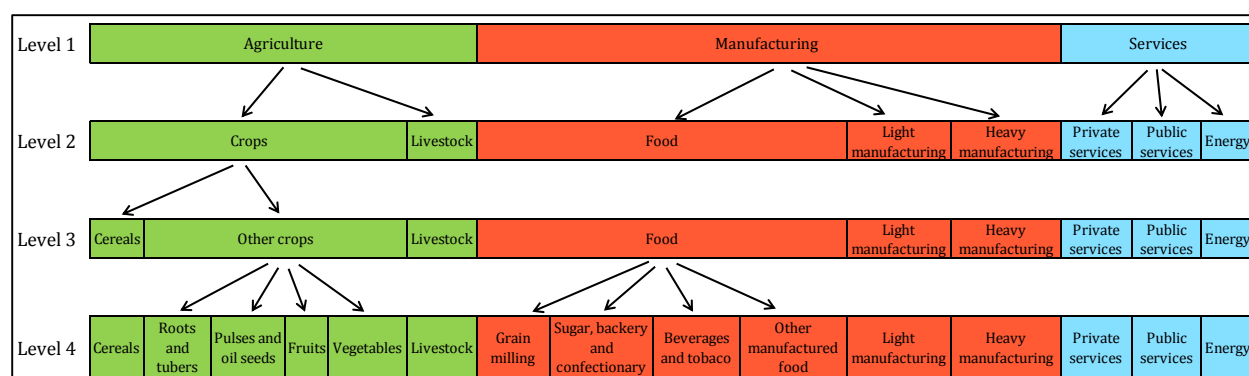 Level 1 Agriculture Manufacturing Services
Level 2 Crops Livestock Food Light manufacturing Heavy manufacturing Private services Public services Energy
Level 3 Cereals Other crops Livestock Food Light manufacturing Heavy manufacturing Private services Public services Energy
Level 4 Cereals Roots and tubers Pulses and oil seeds Fruits Vegetables Livestock Grain milling Sugar, backery and confectionary Beverages and tobaco Other manufactured food Light manufacturing Heavy manufacturing Private services Public services Energy